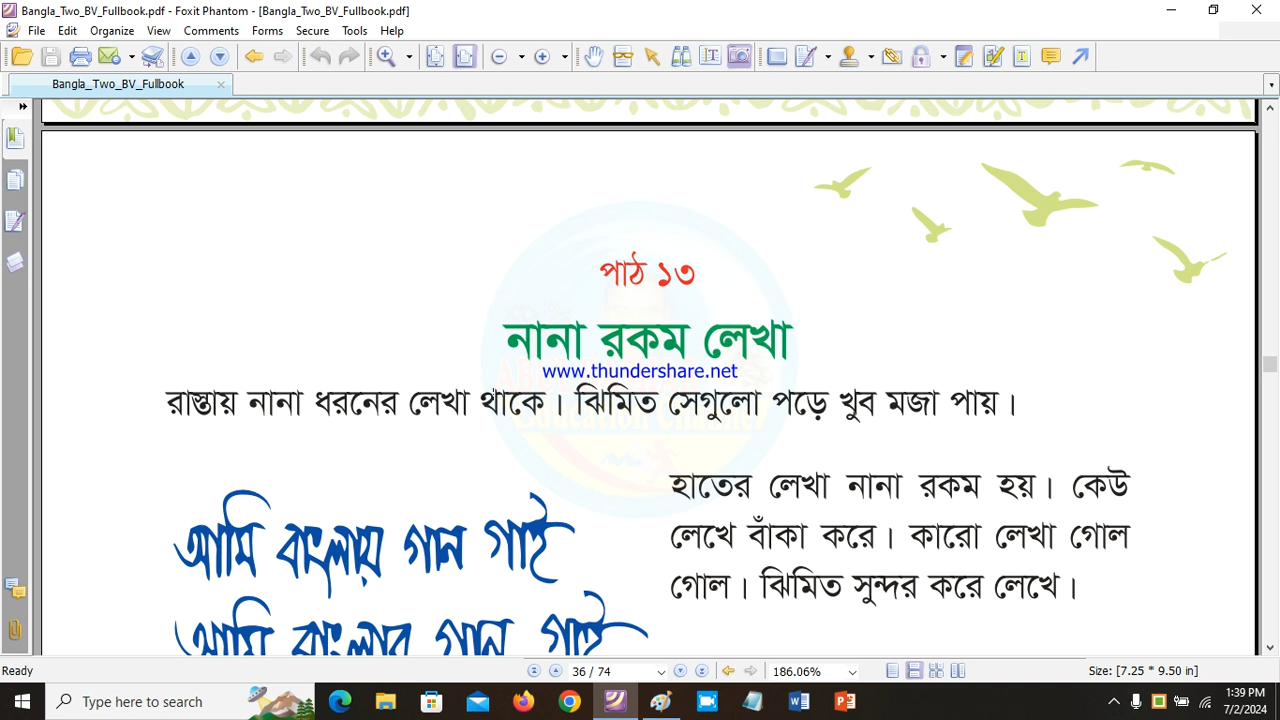 Bangla_Two_BV_Fullbook.pdf - Foxit Phantom - [Bangla_Two_BV_Fullbook.pdf]
File Edit Organize View Comments Forms Secure Tools Help
Bangla_Two_BV_Fullbook
পাঠ ১৩
নানা রকম লেখা
www.thundershare.net
রাস্তায় নানা ধরনের লেখা থাকে। ঝিমিত সেগুলো পড়ে খুব মজা পায়।
হাতের লেখা নানা রকম হয়। কেউ
লেখে বাঁকা করে। কারো লেখা গোল
গোল। ঝিমিত সুন্দর করে লেখে।
আমি বাংলায় গান গাই
আমি বাংলার গান গাই
Ready
36 / 74
186.06%
Size: [7.25 * 9.50 in]
Type here to search
1:39 PM
7/2/2024